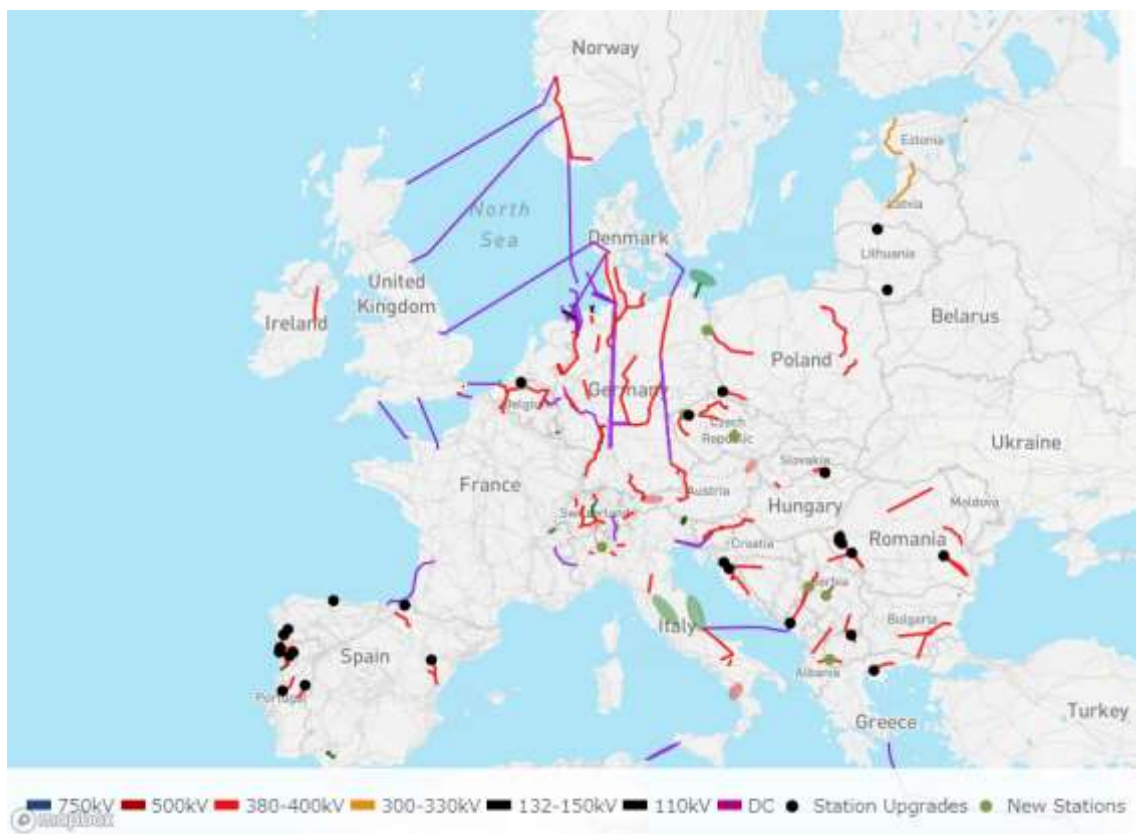 Norway
Estonia
North
Sea
Latvia
Denmark
Lithuania
United
Kingdom
Ireland
Belarus
Poland
Germany
Czech
Republic
Ukraine
Slovakia
France
Austria
Moldova
Hungary
Switzerland
Romania
Croatia
Italy
Bulgaria
Spain
Portugal
Albania
Turkey
Greece
750kV 500kV 380-400kV 300-330kV 132-150kV 110kV DC Station Upgrades New Stations
mapbox